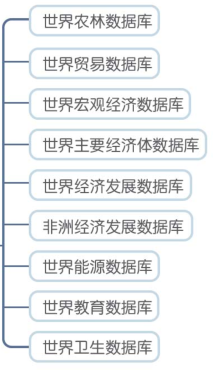 世界农林数据库
世界贸易数据库
世界宏观经济数据库
世界主要经济体数据库
世界经济发展数据库
非洲经济发展数据库
世界能源数据库
世界教育数据库
世界卫生数据库